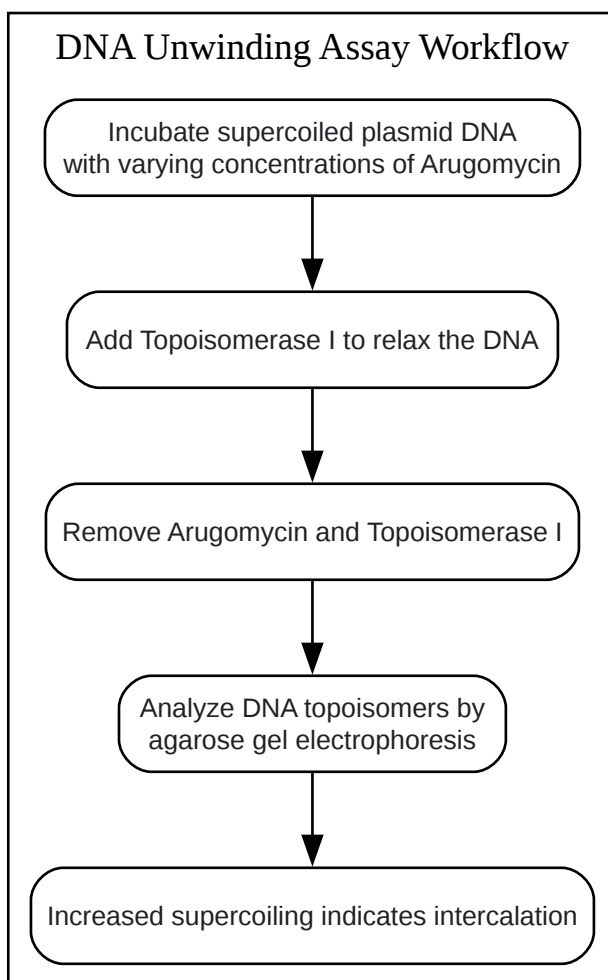 DNA Unwinding Assay Workflow
Incubate supercoiled plasmid DNA
with varying concentrations of Arugomycin
Add Topoisomerase I to relax the DNA
Remove Arugomycin and Topoisomerase I
Analyze DNA topoisomers by
agarose gel electrophoresis
Increased supercoiling indicates intercalation